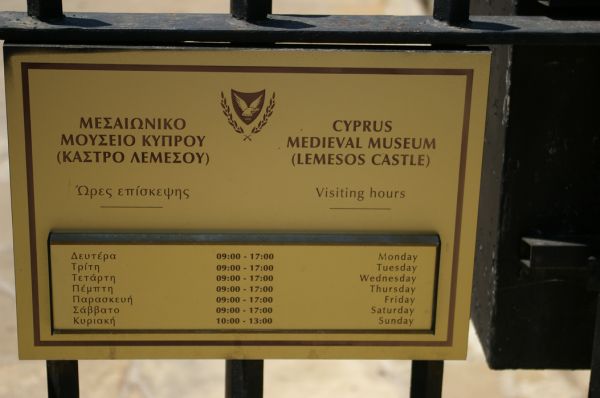 ΜΕΣΑΙΩΝΙΚΟ
ΜΟΥΣΕΙΟ ΚΥΠΡΟΥ
(ΚΑΣΤΡΟ ΛΕΜΕΣΟΥ)
Ώρες επίσκεψης
CYPRUS
MEDIEVAL MUSEUM
(LEMESOS CASTLE)
Visiting hours
Δευτέρα 09:00 - 17:00 Monday
Τρίτη 09:00 - 17:00 Tuesday
Τετάρτη 09:00 - 17:00 Wednesday
Πέμπτη 09:00 - 17:00 Thursday
Παρασκευή 09:00 - 17:00 Friday
Σάββατο 09:00 - 17:00 Saturday
Κυριακή 10:00 - 13:00 Sunday